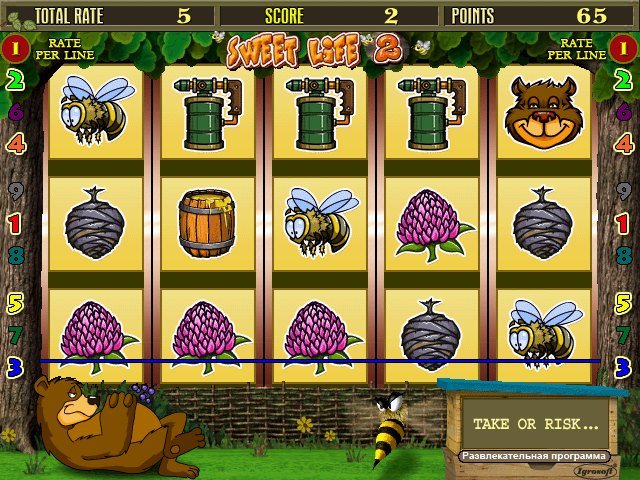 TOTAL RATE 5 SCORE 2 POINTS 65
1 RATE PER LINE SWEET LIFE 2 RATE PER LINE 1
2 2
6 6
4 4
9 9
1 1
8 8
5 5
7 7
3 3
TAKE OR RISK...
Развлекательная программа
Igrosoft